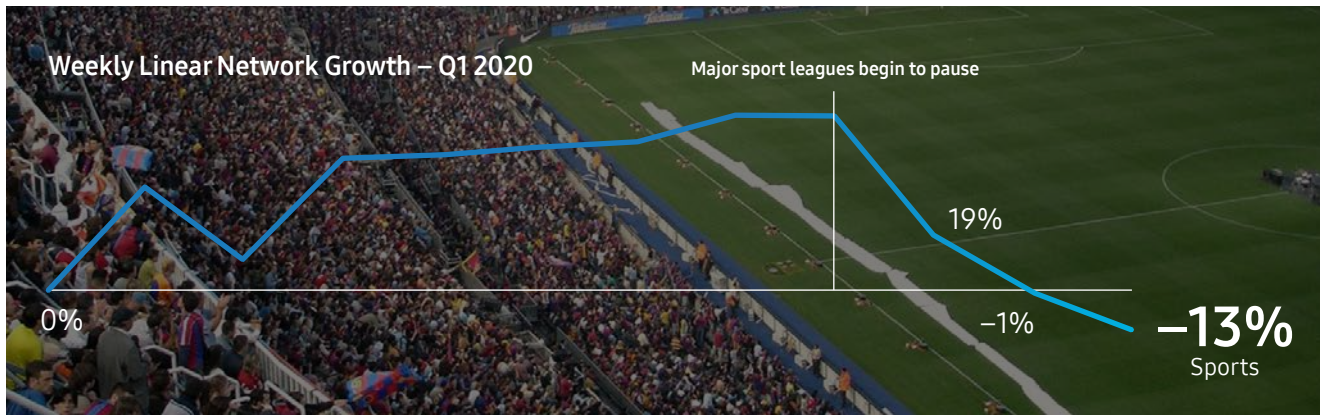 Weekly Linear Network Growth – Q1 2020
Major sport leagues begin to pause
19%
0%
–1%
–13%
Sports